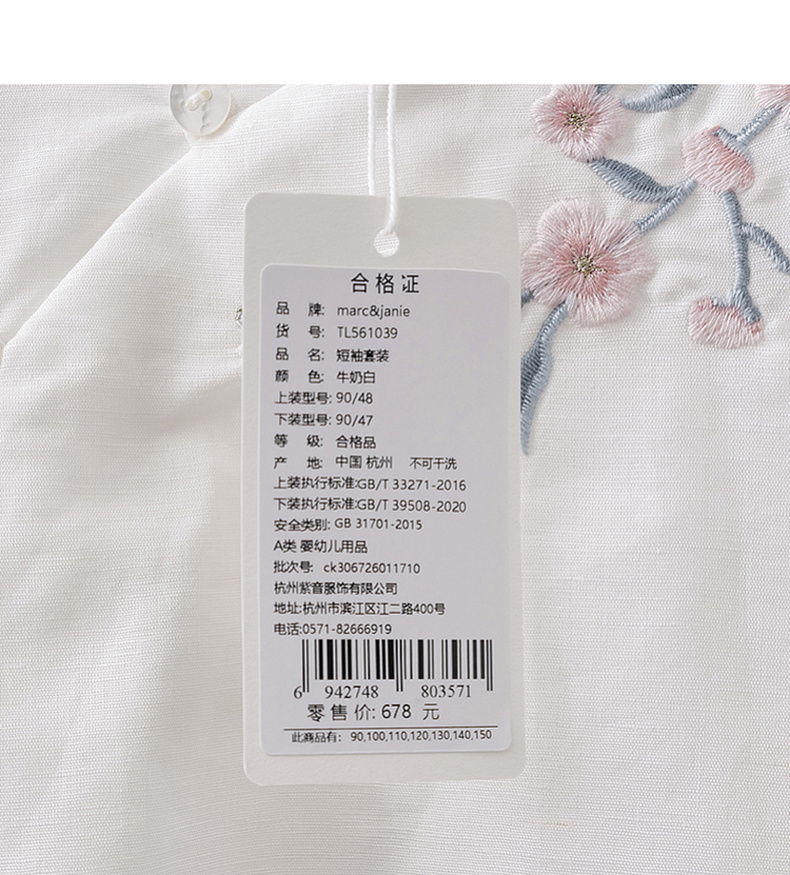 合格证
品 牌: marc&janie
货 号: TL561039
品 名: 短袖套装
颜 色: 牛奶白
上装型号: 90/48
下装型号: 90/47
等 级: 合格品
产 地: 中国 杭州 不可干洗
上装执行标准:GB/T 33271-2016
下装执行标准:GB/T 39508-2020
安全类别: GB 31701-2015
A类 婴幼儿用品
批次号: ck306726011710
杭州紫音服饰有限公司
地址:杭州市滨江区江二路400号
电话:0571-82666919
6 942748 803571
零售价: 678 元
此商品有: 90,100,110,120,130,140,150